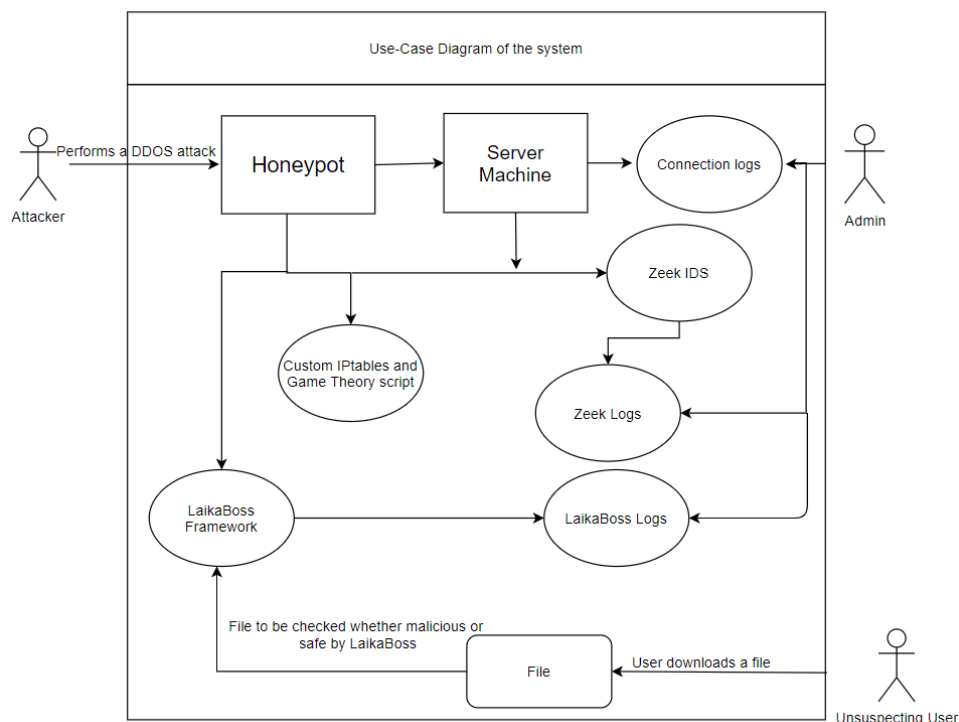 Use-Case Diagram of the system
Performs a DDOS attack
Honeypot
Server
Machine
Connection logs
Attacker
Admin
Zeek IDS
Custom IPtables and
Game Theory script
Zeek Logs
LaikaBoss
Framework
LaikaBoss Logs
File to be checked whether malicious or
safe by LaikaBoss
File
User downloads a file
Unsuspecting User